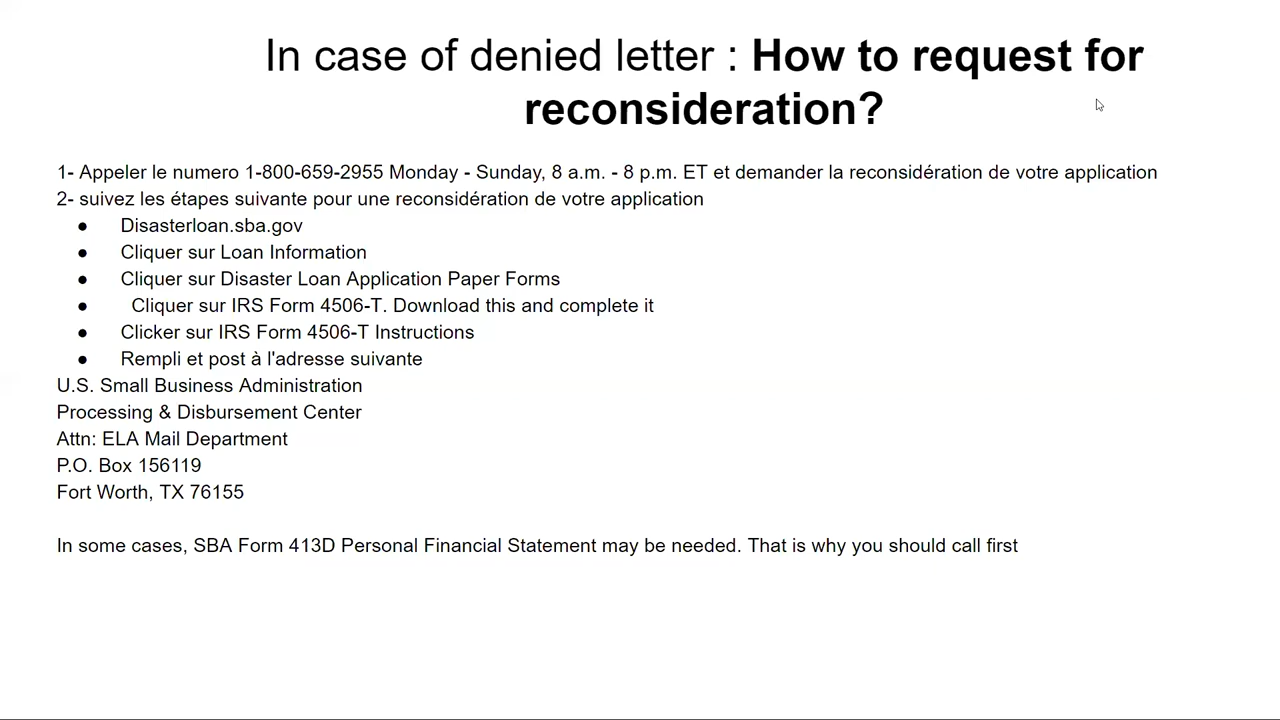 In case of denied letter : How to request for
reconsideration?
1- Appeler le numero 1-800-659-2955 Monday - Sunday, 8 a.m. - 8 p.m. ET et demander la reconsidération de votre application
2- suivez les étapes suivante pour une reconsidération de votre application
● Disasterloan.sba.gov
● Cliquer sur Loan Information
● Cliquer sur Disaster Loan Application Paper Forms
● Cliquer sur IRS Form 4506-T. Download this and complete it
● Clicker sur IRS Form 4506-T Instructions
● Rempli et post à l'adresse suivante
U.S. Small Business Administration
Processing & Disbursement Center
Attn: ELA Mail Department
P.O. Box 156119
Fort Worth, TX 76155
In some cases, SBA Form 413D Personal Financial Statement may be needed. That is why you should call first